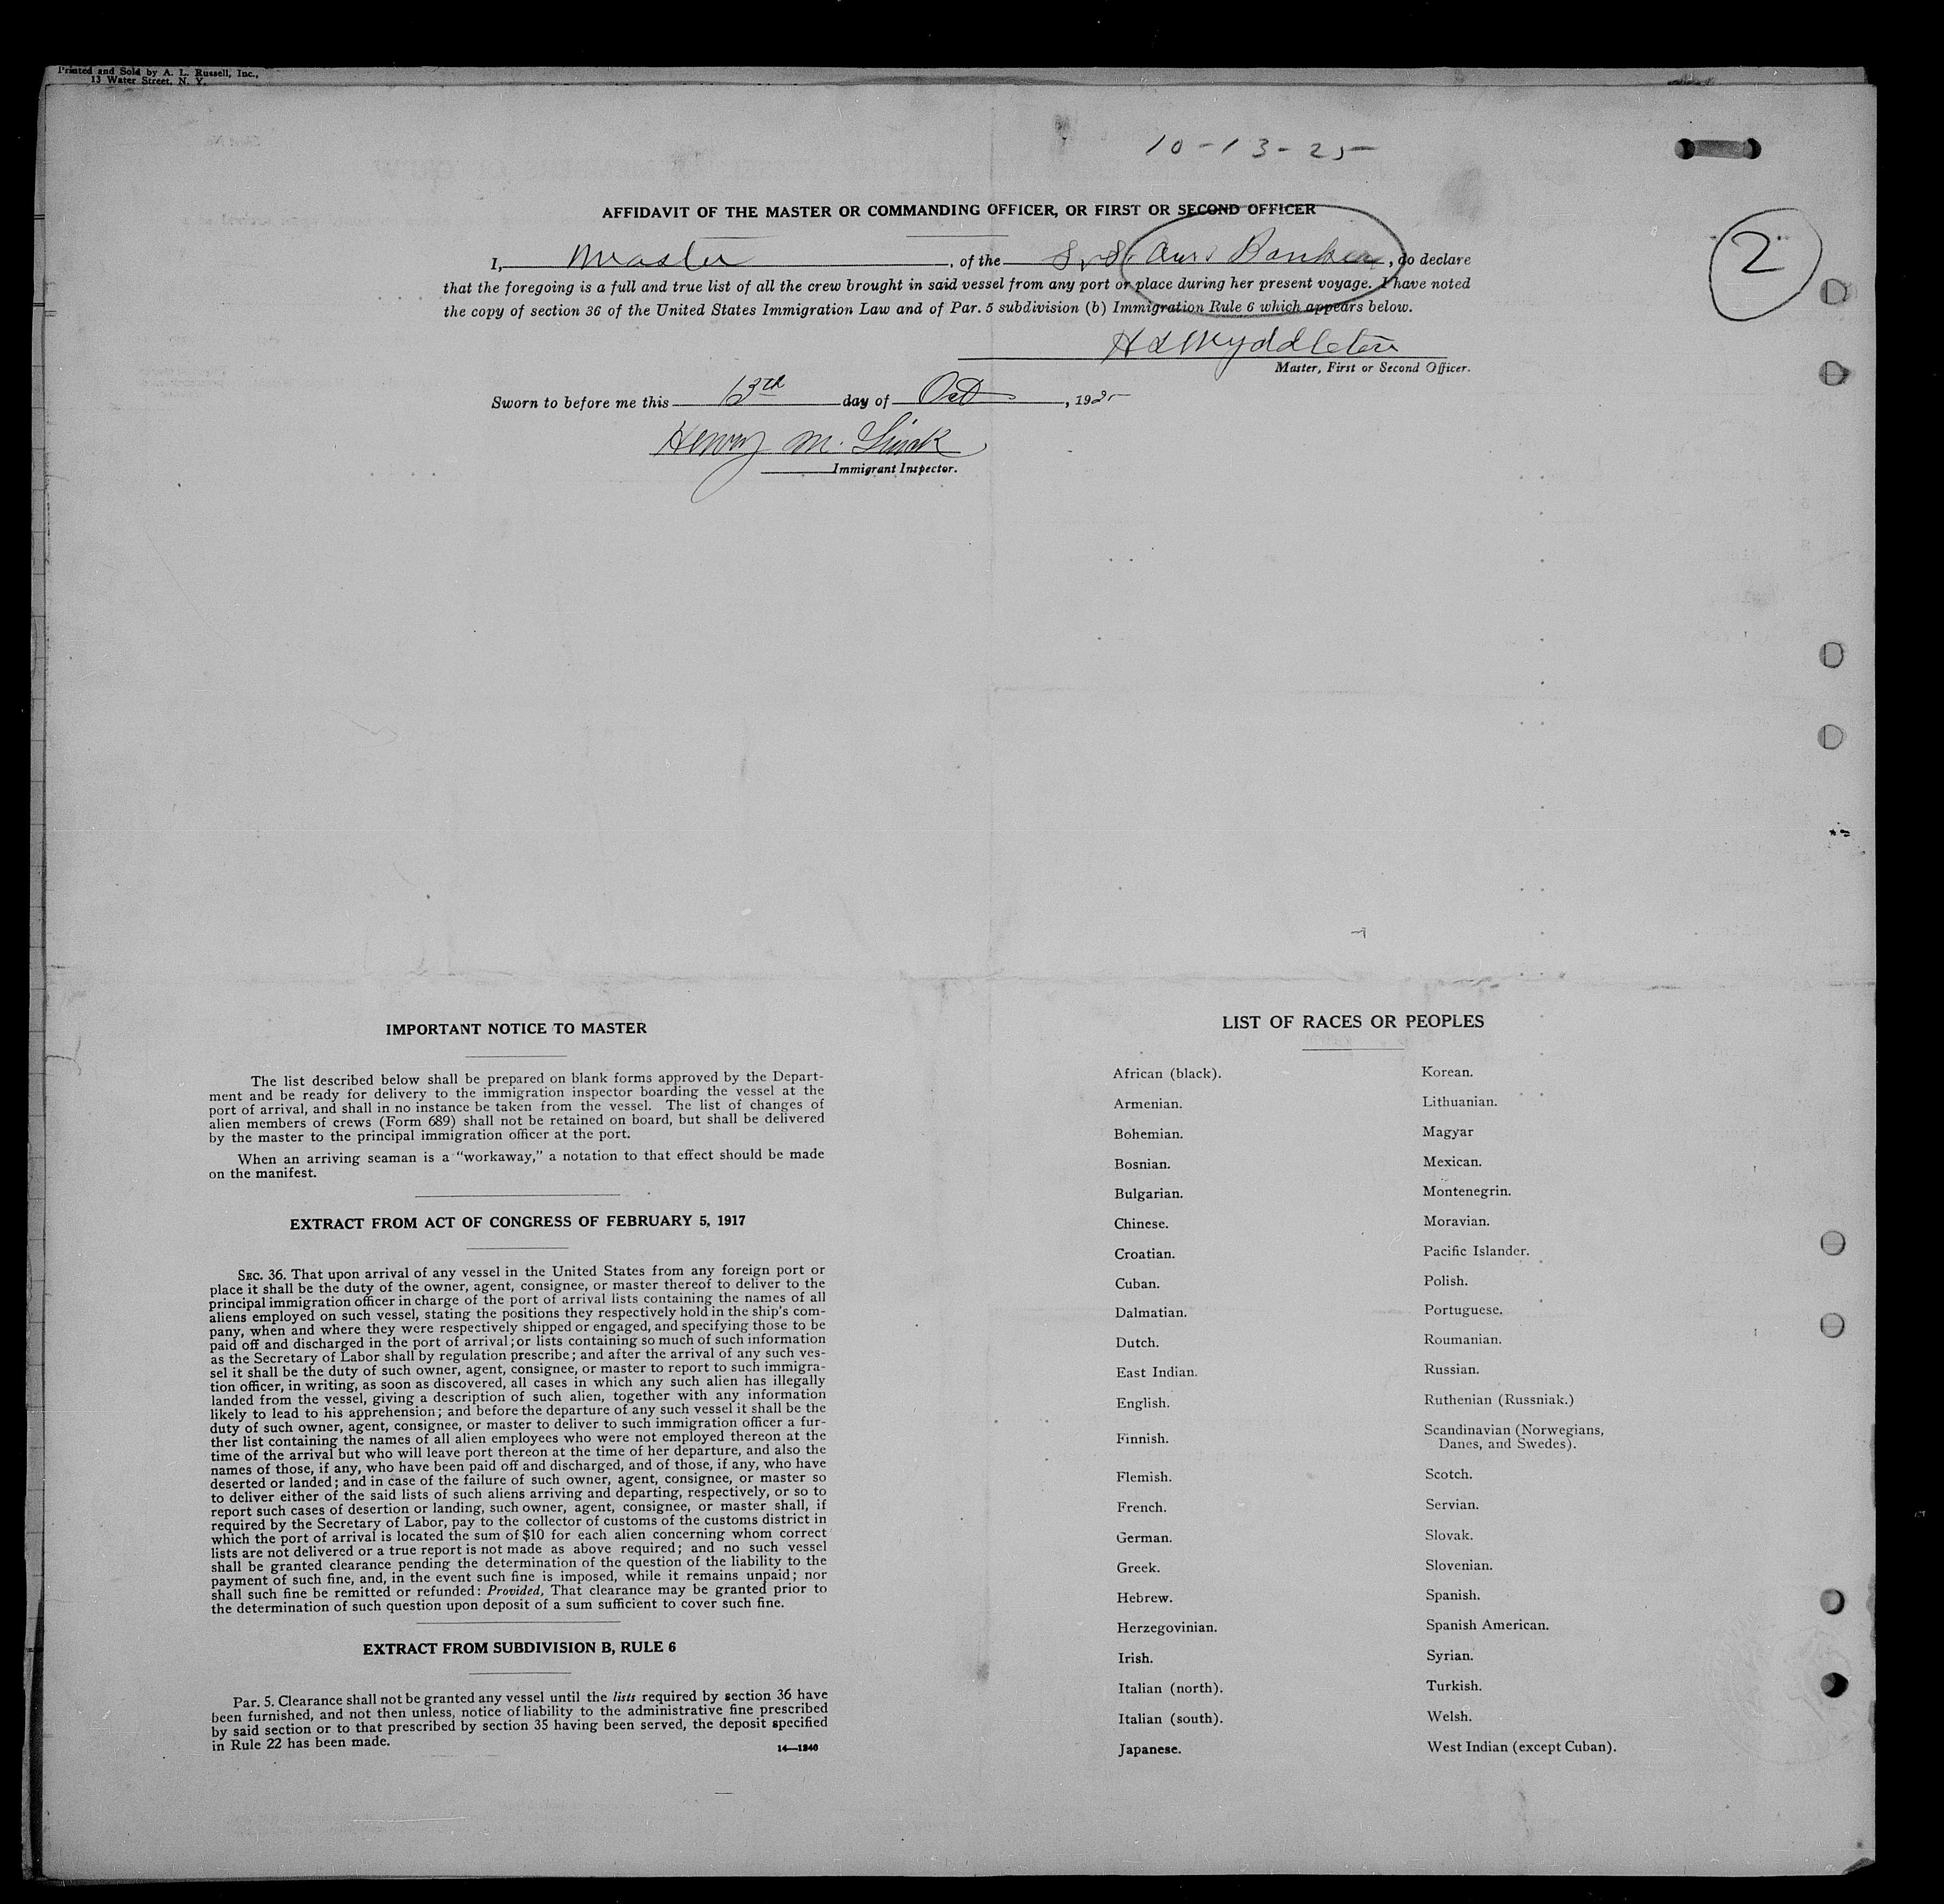 Printed and Sold by A. L. Russell, Inc.,
13 Water Street, N. Y.
10-13-25
2
AFFIDAVIT OF THE MASTER OR COMMANDING OFFICER, OR FIRST OR SECOND OFFICER
I, Master, of the S.S. , do declare
that the foregoing is a full and true list of all the crew brought in said vessel from any port or place during her present voyage. I have noted
the copy of section 36 of the United States Immigration Law and of Par. 5 subdivision (b) Immigration Rule 6 which appears below.
Master, First or Second Officer.
Sworn to before me this 13th day of Oct, 1925
Henry M.
Immigrant Inspector.
IMPORTANT NOTICE TO MASTER
The list described below shall be prepared on blank forms approved by the Depart-
ment and be ready for delivery to the immigration inspector boarding the vessel at the
port of arrival, and shall in no instance be taken from the vessel. The list of changes of
alien members of crews (Form 689) shall not be retained on board, but shall be delivered
by the master to the principal immigration officer at the port.
When an arriving seaman is a "workaway," a notation to that effect should be made
on the manifest.
EXTRACT FROM ACT OF CONGRESS OF FEBRUARY 5, 1917
SEC. 36. That upon arrival of any vessel in the United States from any foreign port or
place it shall be the duty of the owner, agent, consignee, or master thereof to deliver to the
principal immigration officer in charge of the port of arrival lists containing the names of all
aliens employed on such vessel, stating the positions they respectively hold in the ship's com-
pany, when and where they were respectively shipped or engaged, and specifying those to be
paid off and discharged in the port of arrival; or lists containing so much of such information
as the Secretary of Labor shall by regulation prescribe; and after the arrival of any such ves-
sel it shall be the duty of such owner, agent, consignee, or master to report to such immigra-
tion officer, in writing, as soon as discovered, all cases in which any such alien has illegally
landed from the vessel, giving a description of such alien, together with any information
likely to lead to his apprehension; and before the departure of any such vessel it shall be the
duty of such owner, agent, consignee, or master to deliver to such immigration officer a fur-
ther list containing the names of all alien employees who were not employed thereon at the
time of the arrival but who will leave port thereon at the time of her departure, and also the
names of those, if any, who have been paid off and discharged, and of those, if any, who have
deserted or landed; and in case of the failure of such owner, agent, consignee, or master so
to deliver either of the said lists of such aliens arriving and departing, respectively, or so to
report such cases of desertion or landing, such owner, agent, consignee, or master shall, if
required by the Secretary of Labor, pay to the collector of customs of the customs district in
which the port of arrival is located the sum of $10 for each alien concerning whom correct
lists are not delivered or a true report is not made as above required; and no such vessel
shall be granted clearance pending the determination of the question of the liability to the
payment of such fine, and, in the event such fine is imposed, while it remains unpaid; nor
shall such fine be remitted or refunded: Provided, That clearance may be granted prior to
the determination of such question upon deposit of a sum sufficient to cover such fine.
EXTRACT FROM SUBDIVISION B, RULE 6
Par. 5. Clearance shall not be granted any vessel until the lists required by section 36 have
been furnished, and not then unless, notice of liability to the administrative fine prescribed
by said section or to that prescribed by section 35 having been served, the deposit specified
in Rule 22 has been made.
14—1240
LIST OF RACES OR PEOPLES
African (black).
Armenian.
Bohemian.
Bosnian.
Bulgarian.
Chinese.
Croatian.
Cuban.
Dalmatian.
Dutch.
East Indian.
English.
Finnish.
Flemish.
French.
German.
Greek.
Hebrew.
Herzegovinian.
Irish.
Italian (north).
Italian (south).
Japanese.
Korean.
Lithuanian.
Magyar
Mexican.
Montenegrin.
Moravian.
Pacific Islander.
Polish.
Portuguese.
Roumanian.
Russian.
Ruthenian (Russniak.)
Scandinavian (Norwegians,
Danes, and Swedes).
Scotch.
Servian.
Slovak.
Slovenian.
Spanish.
Spanish American.
Syrian.
Turkish.
Welsh.
West Indian (except Cuban).